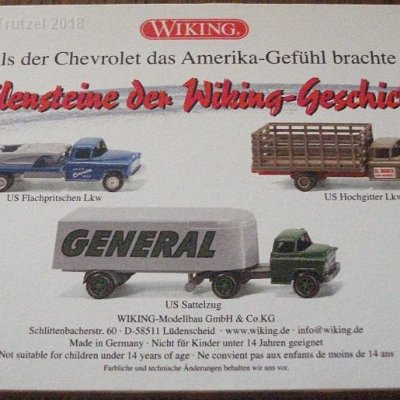 Trutzel 2018
WIKING
ls der Chevrolet das Amerika-Gefühl brachte
lensteine der Wiking-Geschic
US Flachpritschen Lkw
US Hochgitter Lkw
GENERAL
US Sattelzug
WIKING-Modellbau GmbH & Co.KG
Schlittenbacherstr. 60 · D-58511 Lüdenscheid · www.wiking.de · info@wiking.de
Made in Germany · Nicht für Kinder unter 14 Jahren geeignet
Not suitable for children under 14 years of age · Ne convient pas aux enfants de moins de 14 ans
Farbliche und technische Änderungen behalten wir uns vor.